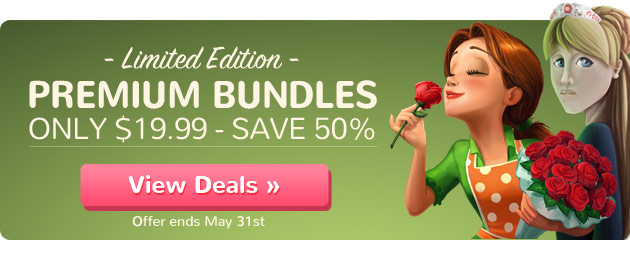 - Limited Edition -
PREMIUM BUNDLES
ONLY $19.99 - SAVE 50%
View Deals »
Offer ends May 31st